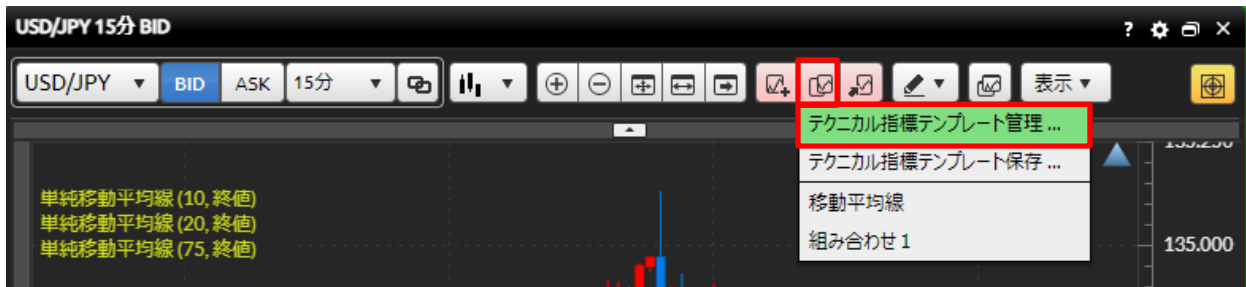 USD/JPY 15分 BID
?
USD/JPY BID ASK 15分 表示
テクニカル指標テンプレート管理 ...
テクニカル指標テンプレート保存 ...
移動平均線
組み合わせ 1
単純移動平均線 (10, 終値)
単純移動平均線 (20, 終値)
単純移動平均線 (75, 終値)
135.000